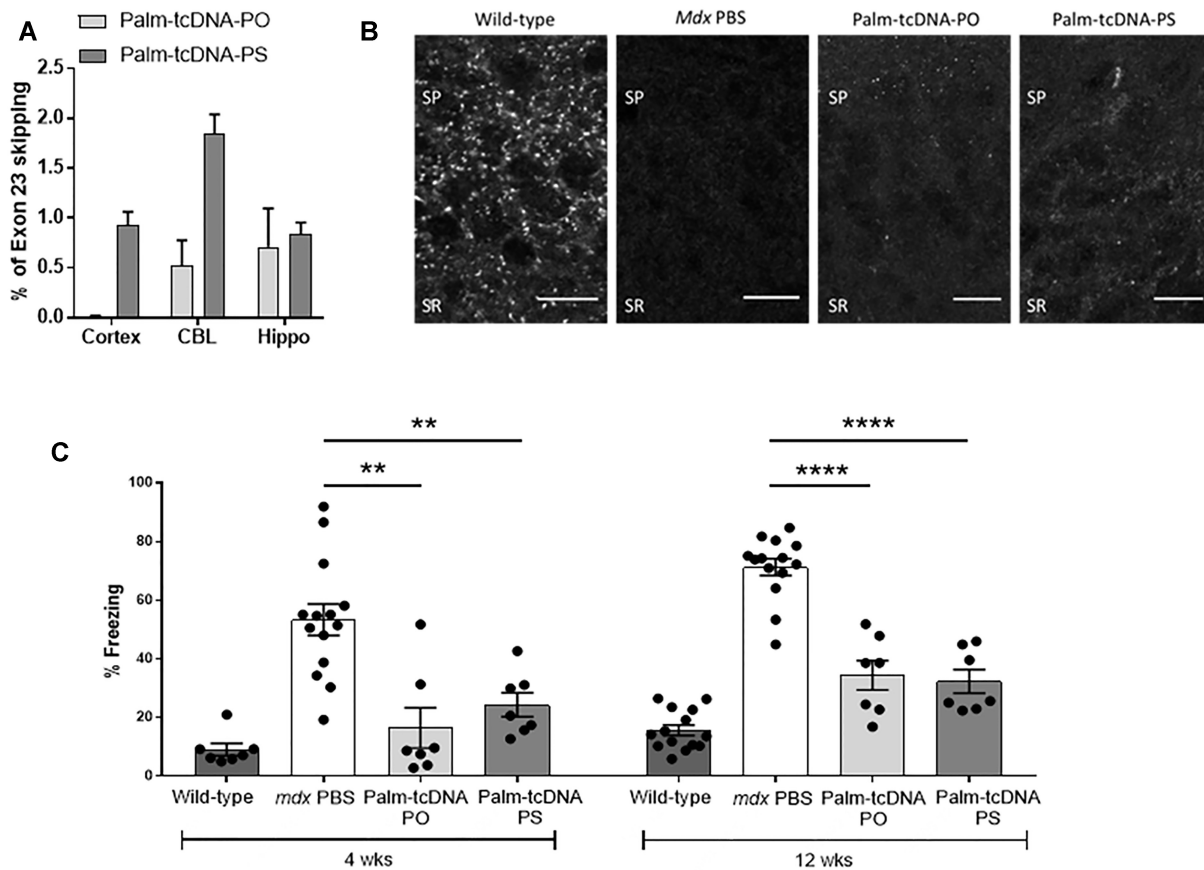 A
Palm-tcDNA-PO
Palm-tcDNA-PS
% of Exon 23 skipping
2.5
2.0
1.5
1.0
0.5
0.0
Cortex CBL Hippo
B
Wild-type Mdx PBS Palm-tcDNA-PO Palm-tcDNA-PS
SP SP SP SP
SR SR SR SR
C
** ****
** ****
% Freezing
100
80
60
40
20
0
Wild-type mdx PBS Palm-tcDNA PO Palm-tcDNA PS Wild-type mdx PBS Palm-tcDNA PO Palm-tcDNA PS
4 wks 12 wks